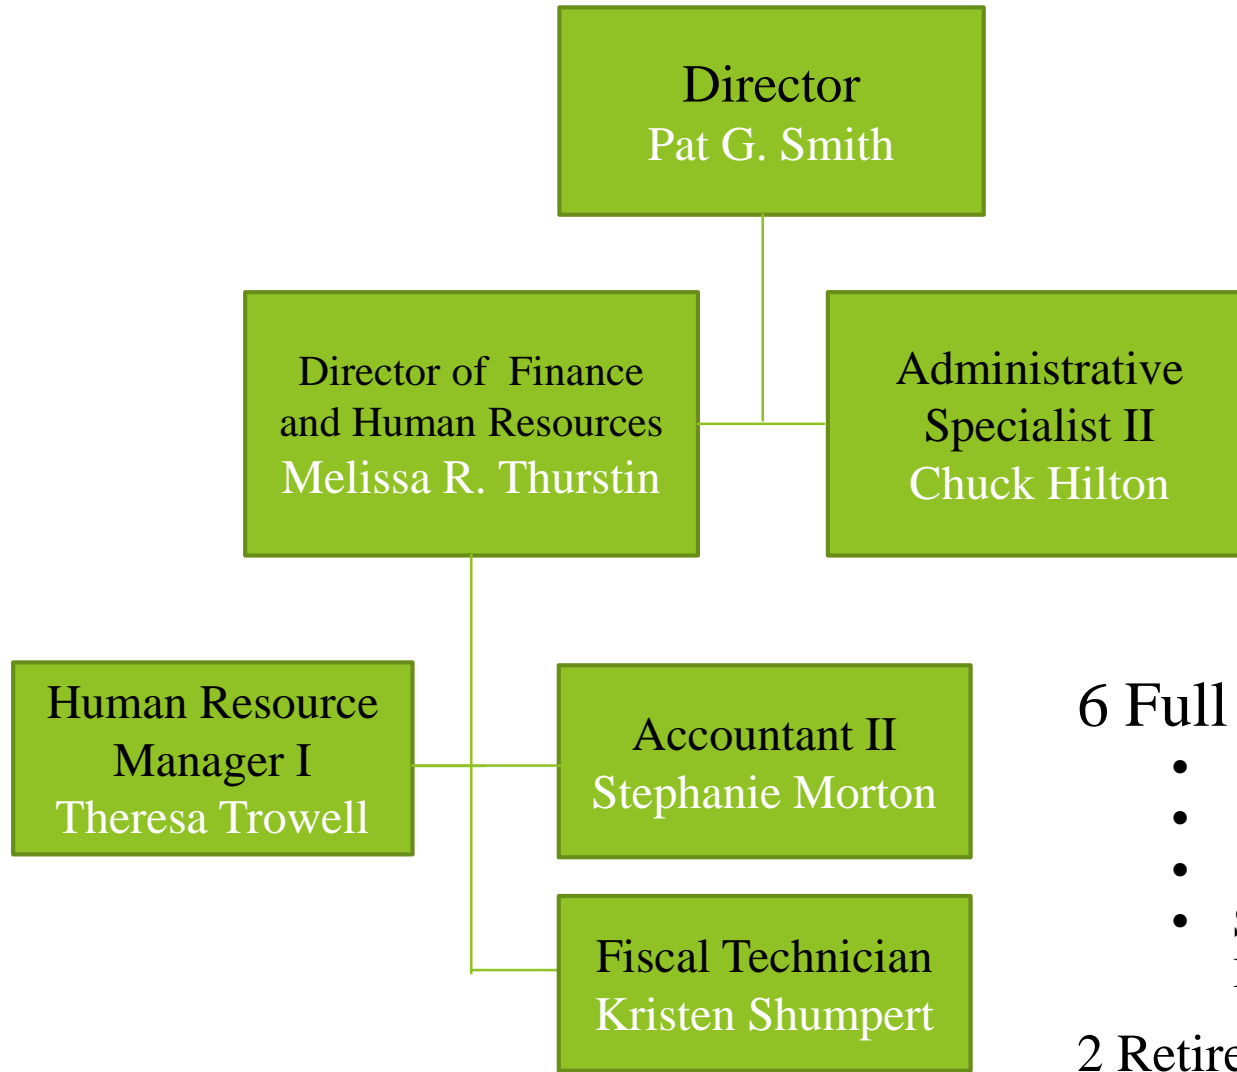 Director
Pat G. Smith
Director of Finance
and Human Resources
Melissa R. Thurstin
Administrative
Specialist II
Chuck Hilton
Human Resource
Manager I
Theresa Trowell
Accountant II
Stephanie Morton
Fiscal Technician
Kristen Shumpert
6 Full
•
•
•
•
2 Retire